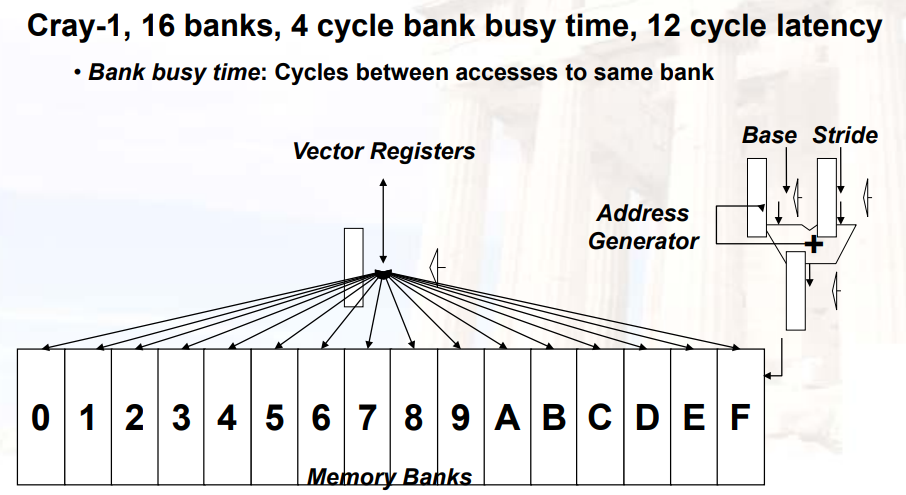 Cray-1, 16 banks, 4 cycle bank busy time, 12 cycle latency
• Bank busy time: Cycles between accesses to same bank
Base Stride
Vector Registers
Address
Generator
+
0 1 2 3 4 5 6 7 8 9 A B C D E F
Memory Banks